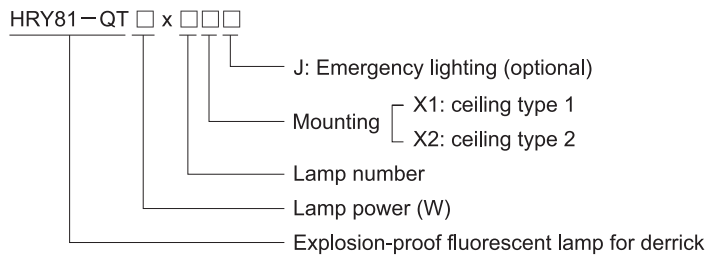 HRY81－QT □ x □ □ □
J: Emergency lighting (optional)
Mounting
X1: ceiling type 1
X2: ceiling type 2
Lamp number
Lamp power (W)
Explosion-proof fluorescent lamp for derrick